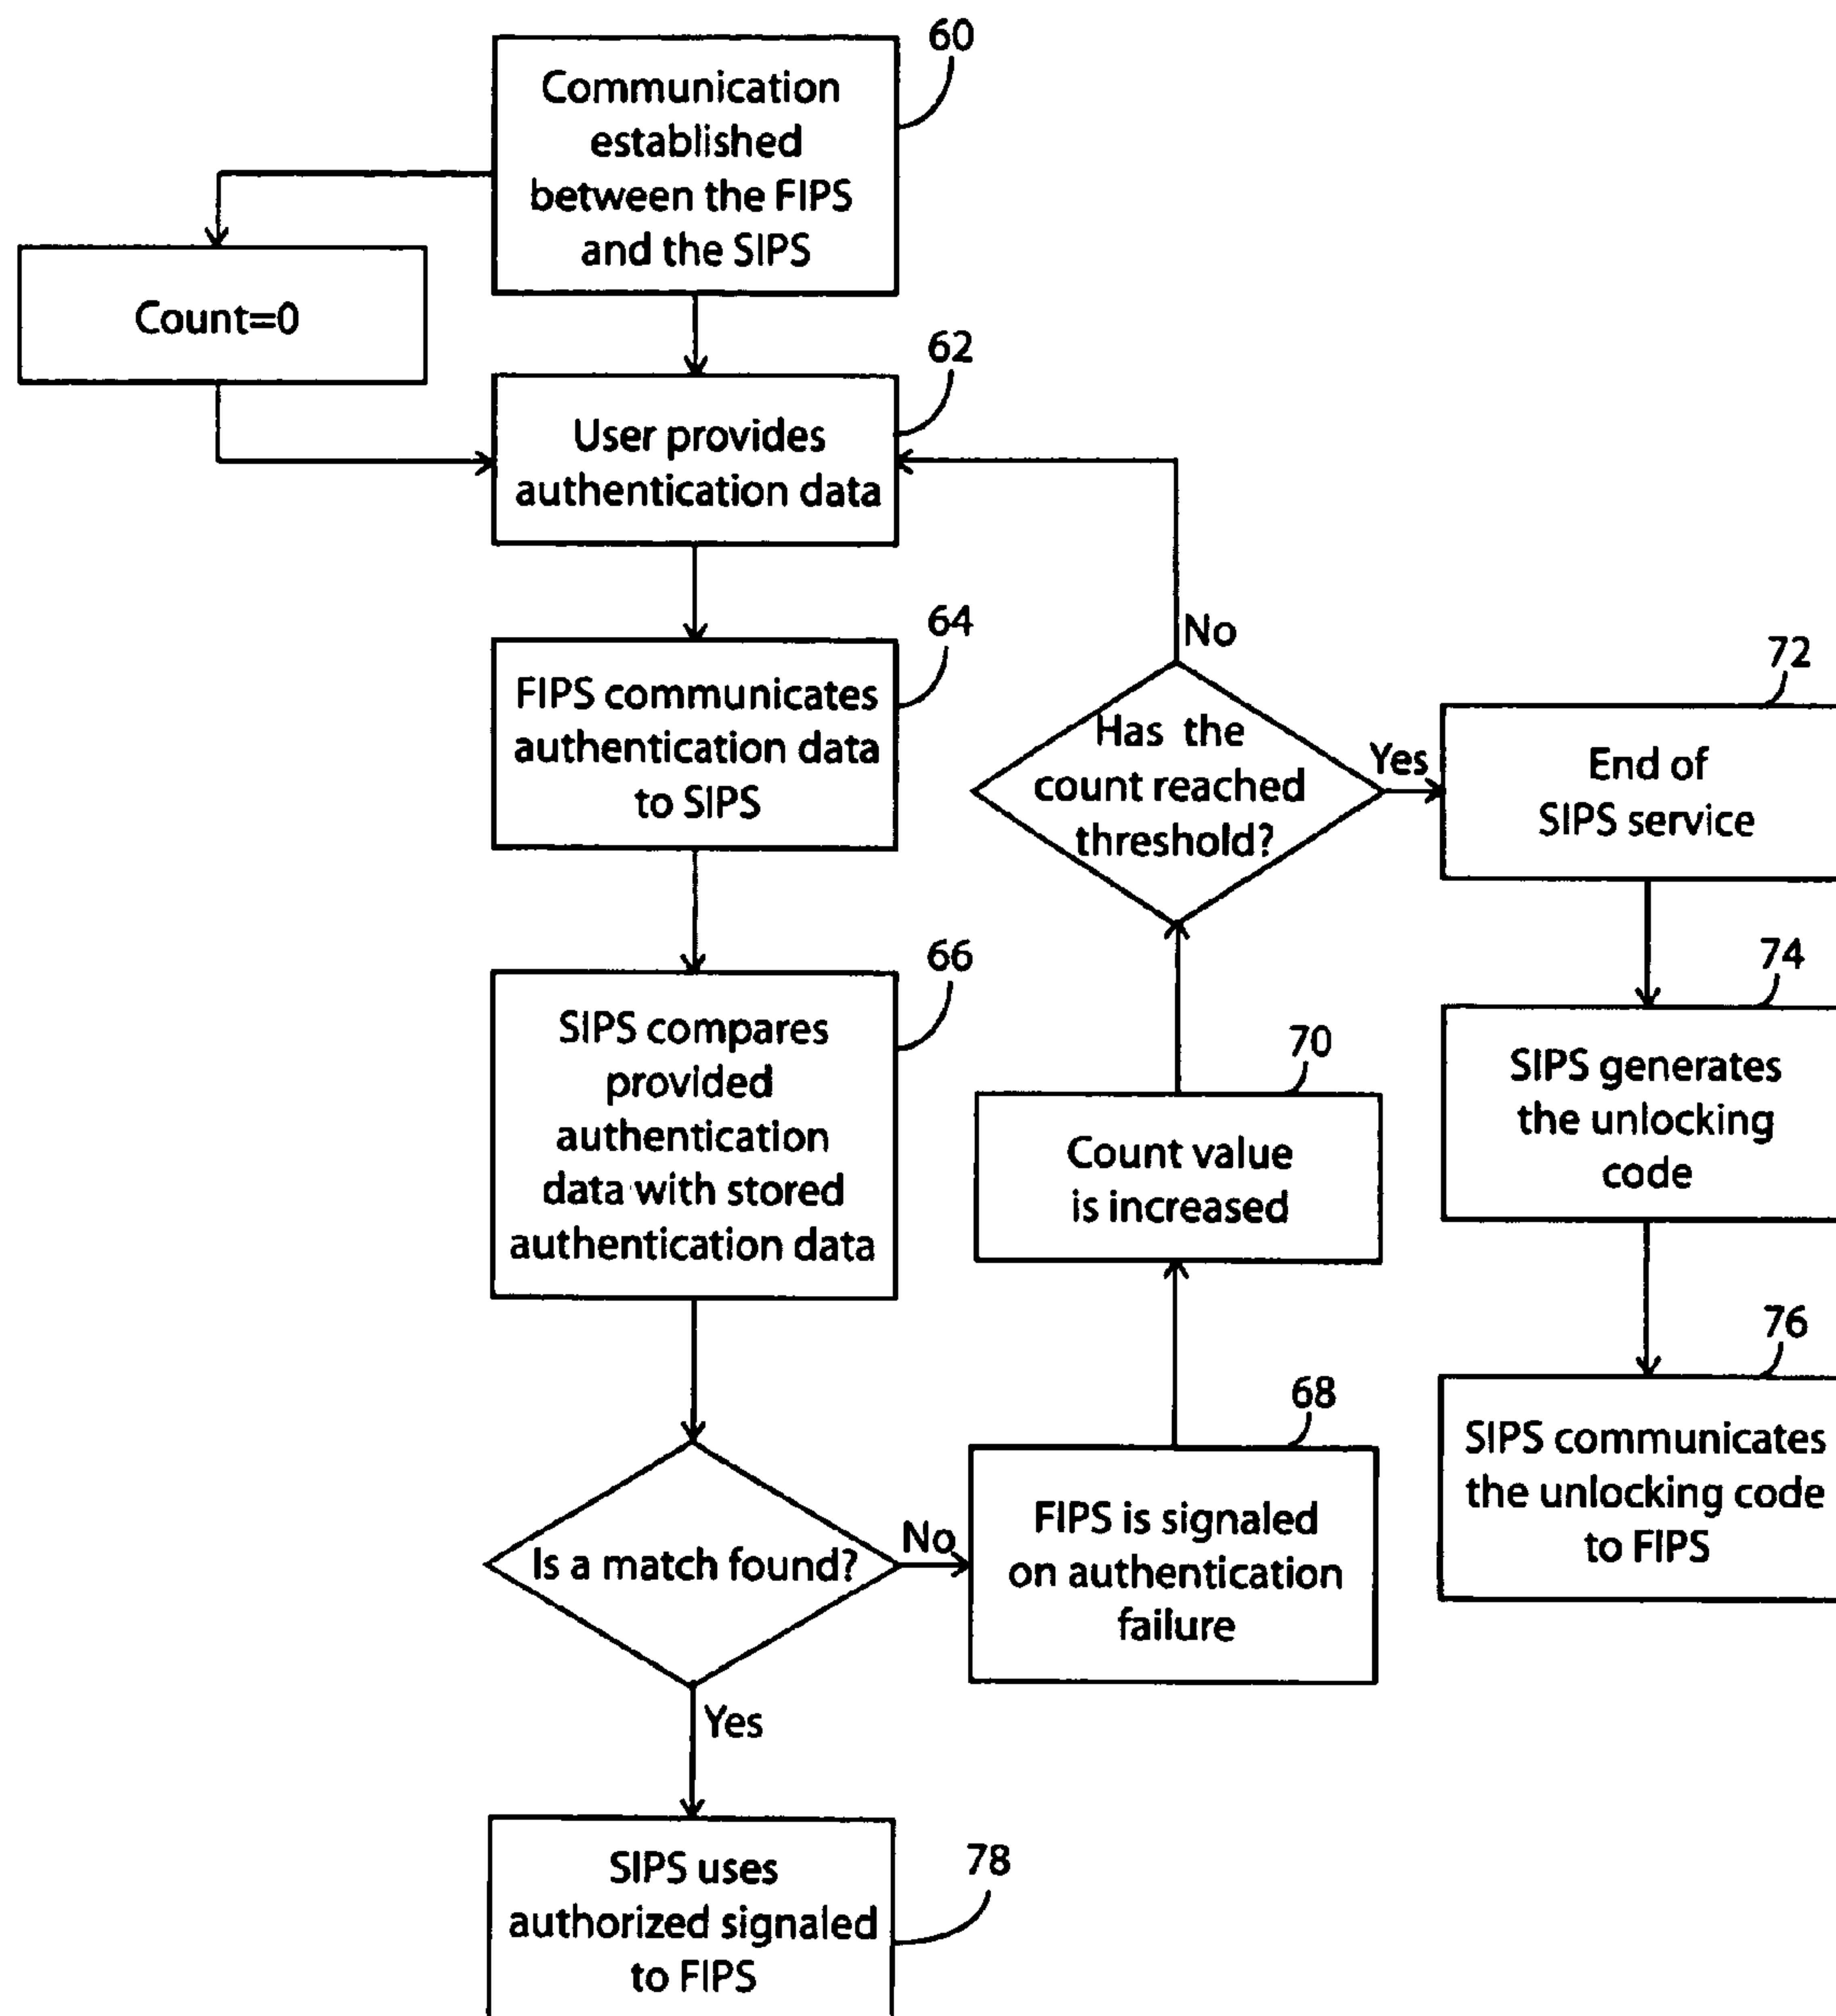 60
Communication
established
between the FIPS
and the SIPS
Count=0
62
User provides
authentication data
64
FIPS communicates
authentication data
to SIPS
No
Has the
count reached
threshold?
Yes
72
End of
SIPS service
66
SIPS compares
provided
authentication
data with stored
authentication data
70
Count value
is increased
74
SIPS generates
the unlocking
code
Is a match found?
No
68
FIPS is signaled
on authentication
failure
76
SIPS communicates
the unlocking code
to FIPS
Yes
78
SIPS uses
authorized signaled
to FIPS